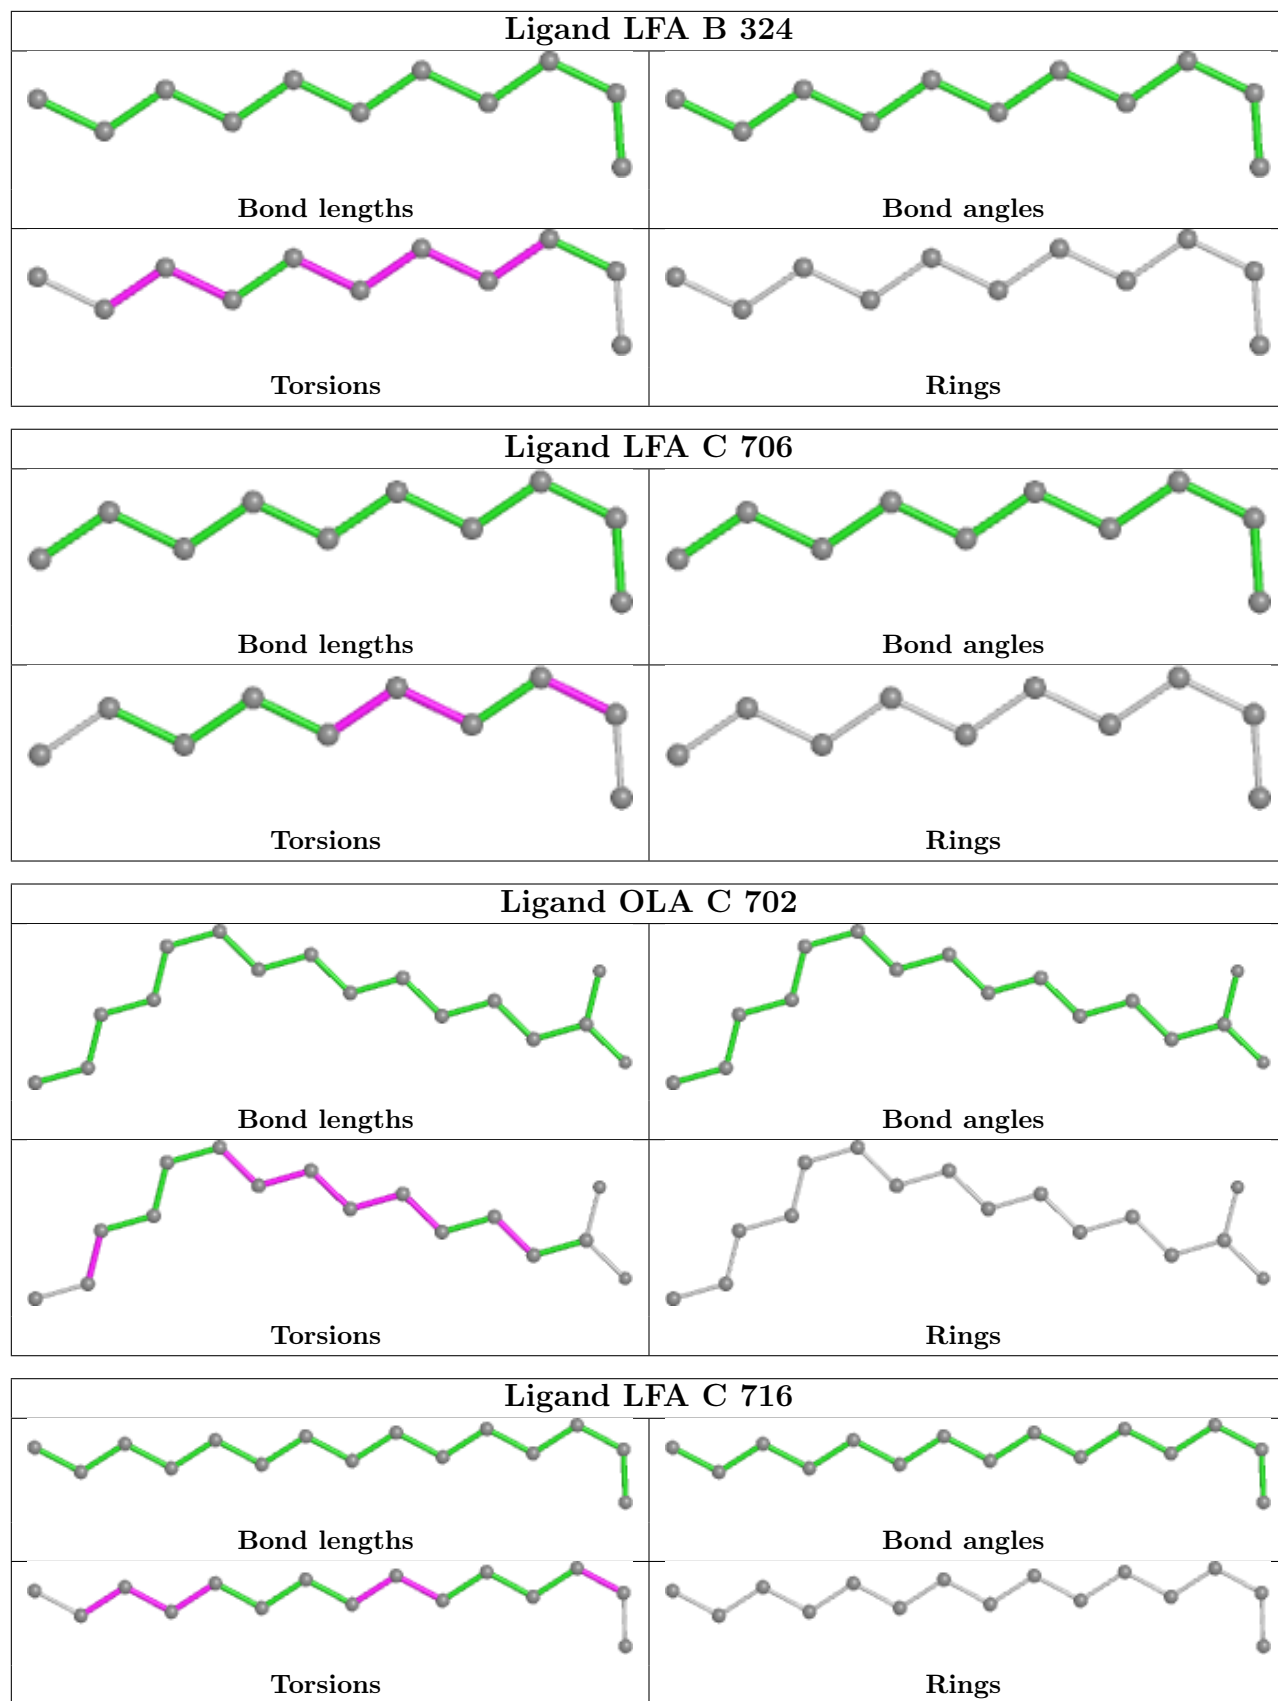 Ligand LFA B 324
Bond lengths Bond angles
Torsions Rings
Ligand LFA C 706
Bond lengths Bond angles
Torsions Rings
Ligand OLA C 702
Bond lengths Bond angles
Torsions Rings
Ligand LFA C 716
Bond lengths Bond angles
Torsions Rings